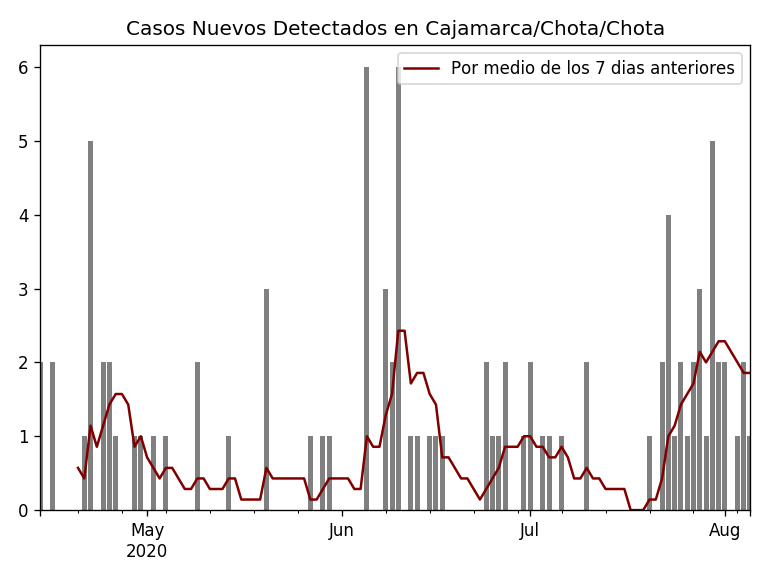 Casos Nuevos Detectados en Cajamarca/Chota/Chota
Por medio de los 7 dias anteriores
6
5
4
3
2
1
0
May
2020
Jun
Jul
Aug